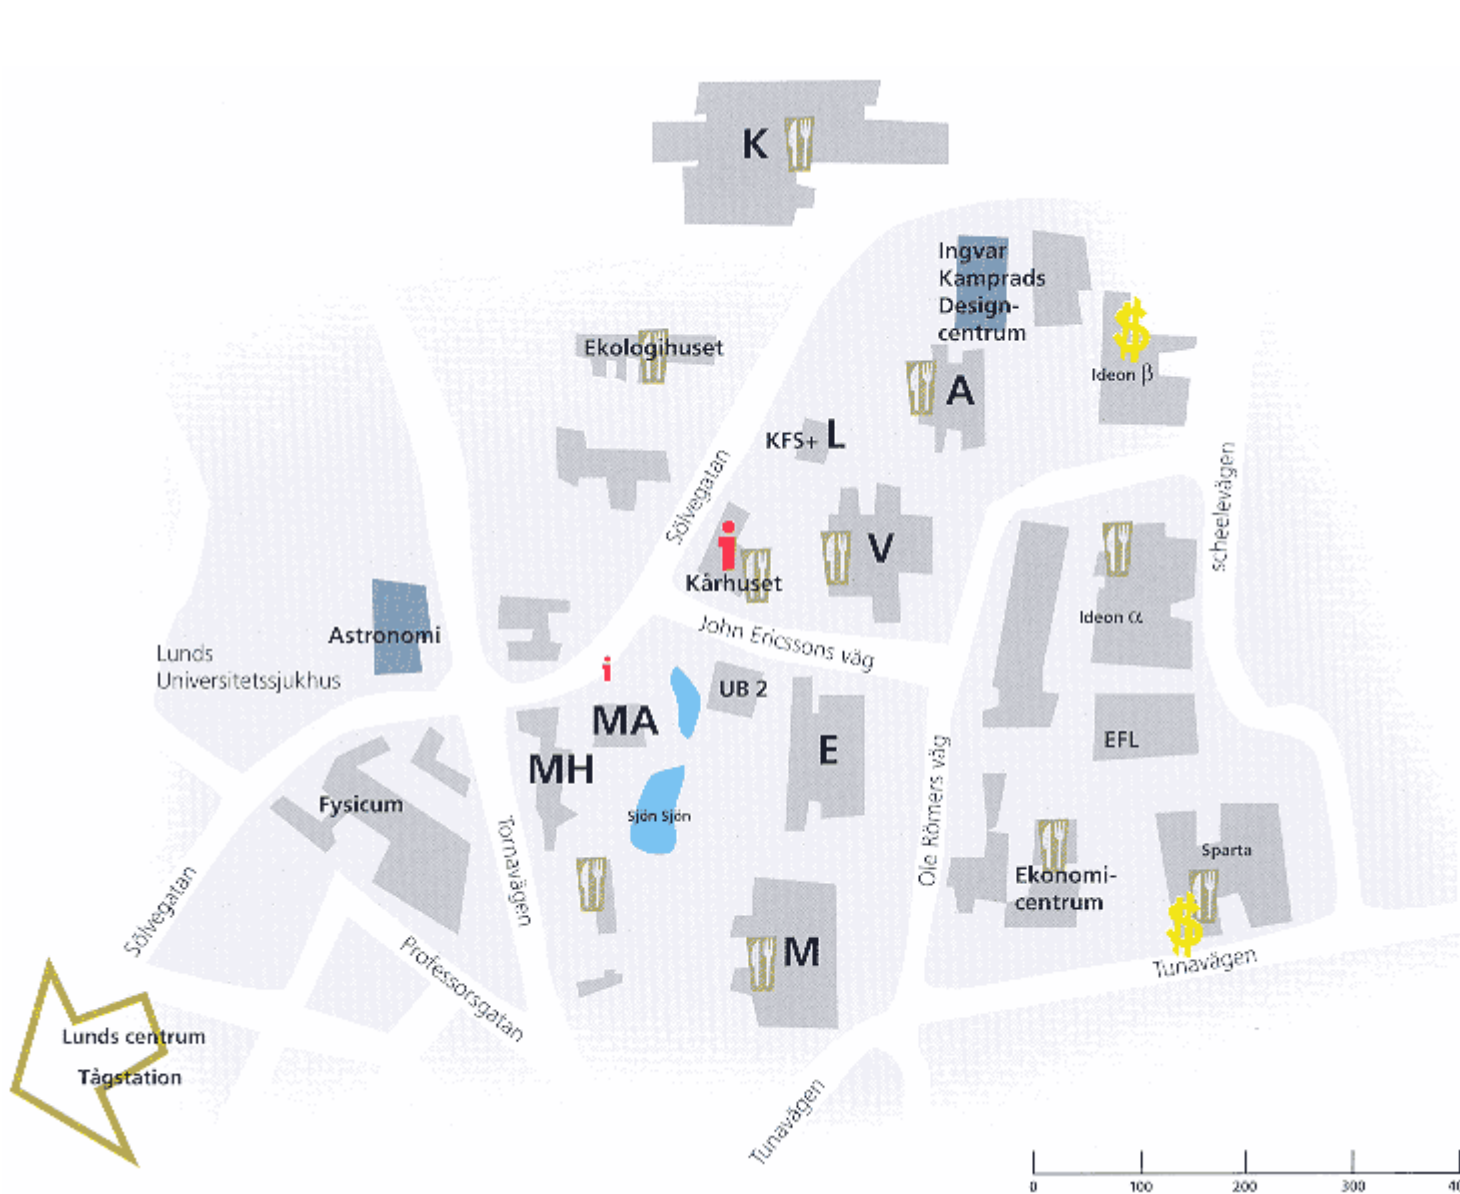 K
Ingvar
Kamprads
Design-
centrum
$
Ekologihuset
A
Ideon β
KFS+ L
Sölvegatan
scheelevägen
i
V
Kårhuset
Ideon α
John Ericssons väg
Astronomi
Lunds
Universitetssjukhus
i
UB 2
MA
E
EFL
MH
Fysicum
Sjön Sjön
Tornavägen
Ole Römers väg
Sparta
Ekonomi-
centrum
Sölvegatan
$
M
Professorsgatan
Tunavägen
Lunds centrum
Tågstation
Tunavägen
0 100 200 300 40